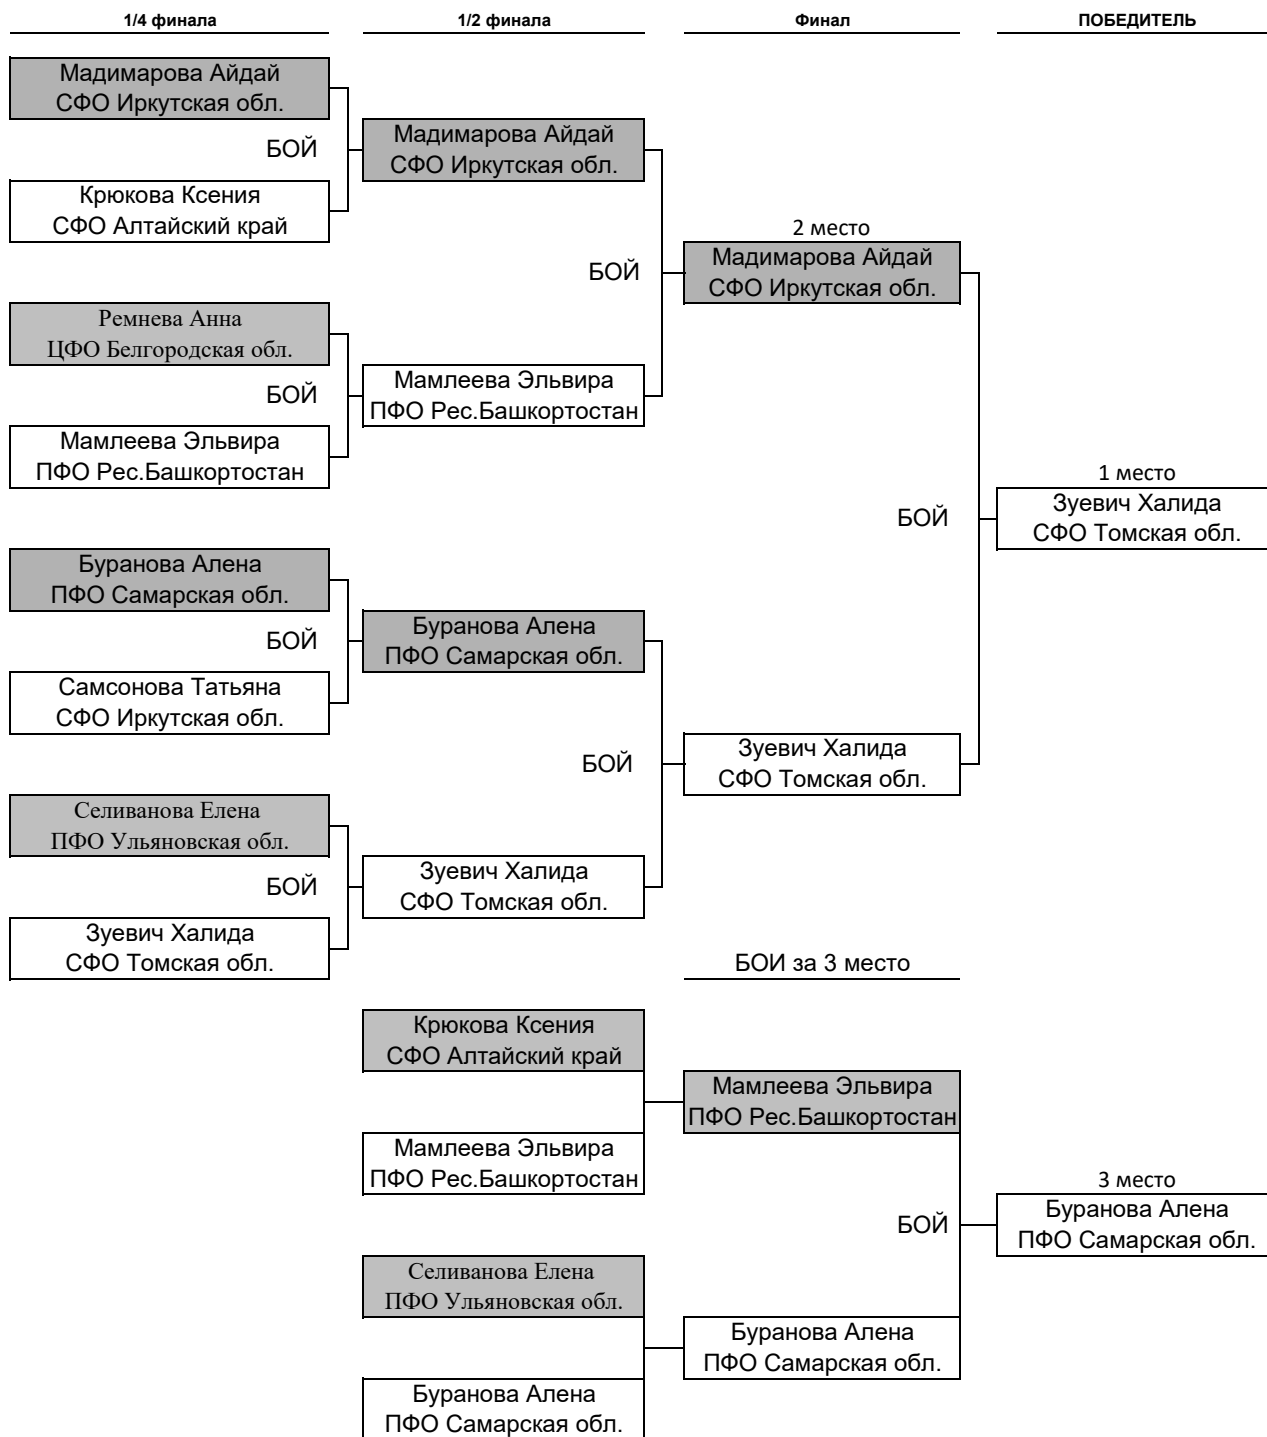 1/4 финала
1/2 финала
Финал
ПОБЕДИТЕЛЬ
Мадимарова Айдай
СФО Иркутская обл.
БОЙ
Крюкова Ксения
СФО Алтайский край
Ремнева Анна
ЦФО Белгородская обл.
БОЙ
Мамлеева Эльвира
ПФО Рес.Башкортостан
Буранова Алена
ПФО Самарская обл.
БОЙ
Самсонова Татьяна
СФО Иркутская обл.
Селиванова Елена
ПФО Ульяновская обл.
БОЙ
Зуевич Халида
СФО Томская обл.
Мадимарова Айдай
СФО Иркутская обл.
БОЙ
Мамлеева Эльвира
ПФО Рес.Башкортостан
Буранова Алена
ПФО Самарская обл.
БОЙ
Зуевич Халида
СФО Томская обл.
2 место
Мадимарова Айдай
СФО Иркутская обл.
БОЙ
Зуевич Халида
СФО Томская обл.
1 место
Зуевич Халида
СФО Томская обл.
БОИ за 3 место
Крюкова Ксения
СФО Алтайский край
Мамлеева Эльвира
ПФО Рес.Башкортостан
Селиванова Елена
ПФО Ульяновская обл.
Буранова Алена
ПФО Самарская обл.
Мамлеева Эльвира
ПФО Рес.Башкортостан
БОЙ
Буранова Алена
ПФО Самарская обл.
3 место
Буранова Алена
ПФО Самарская обл.